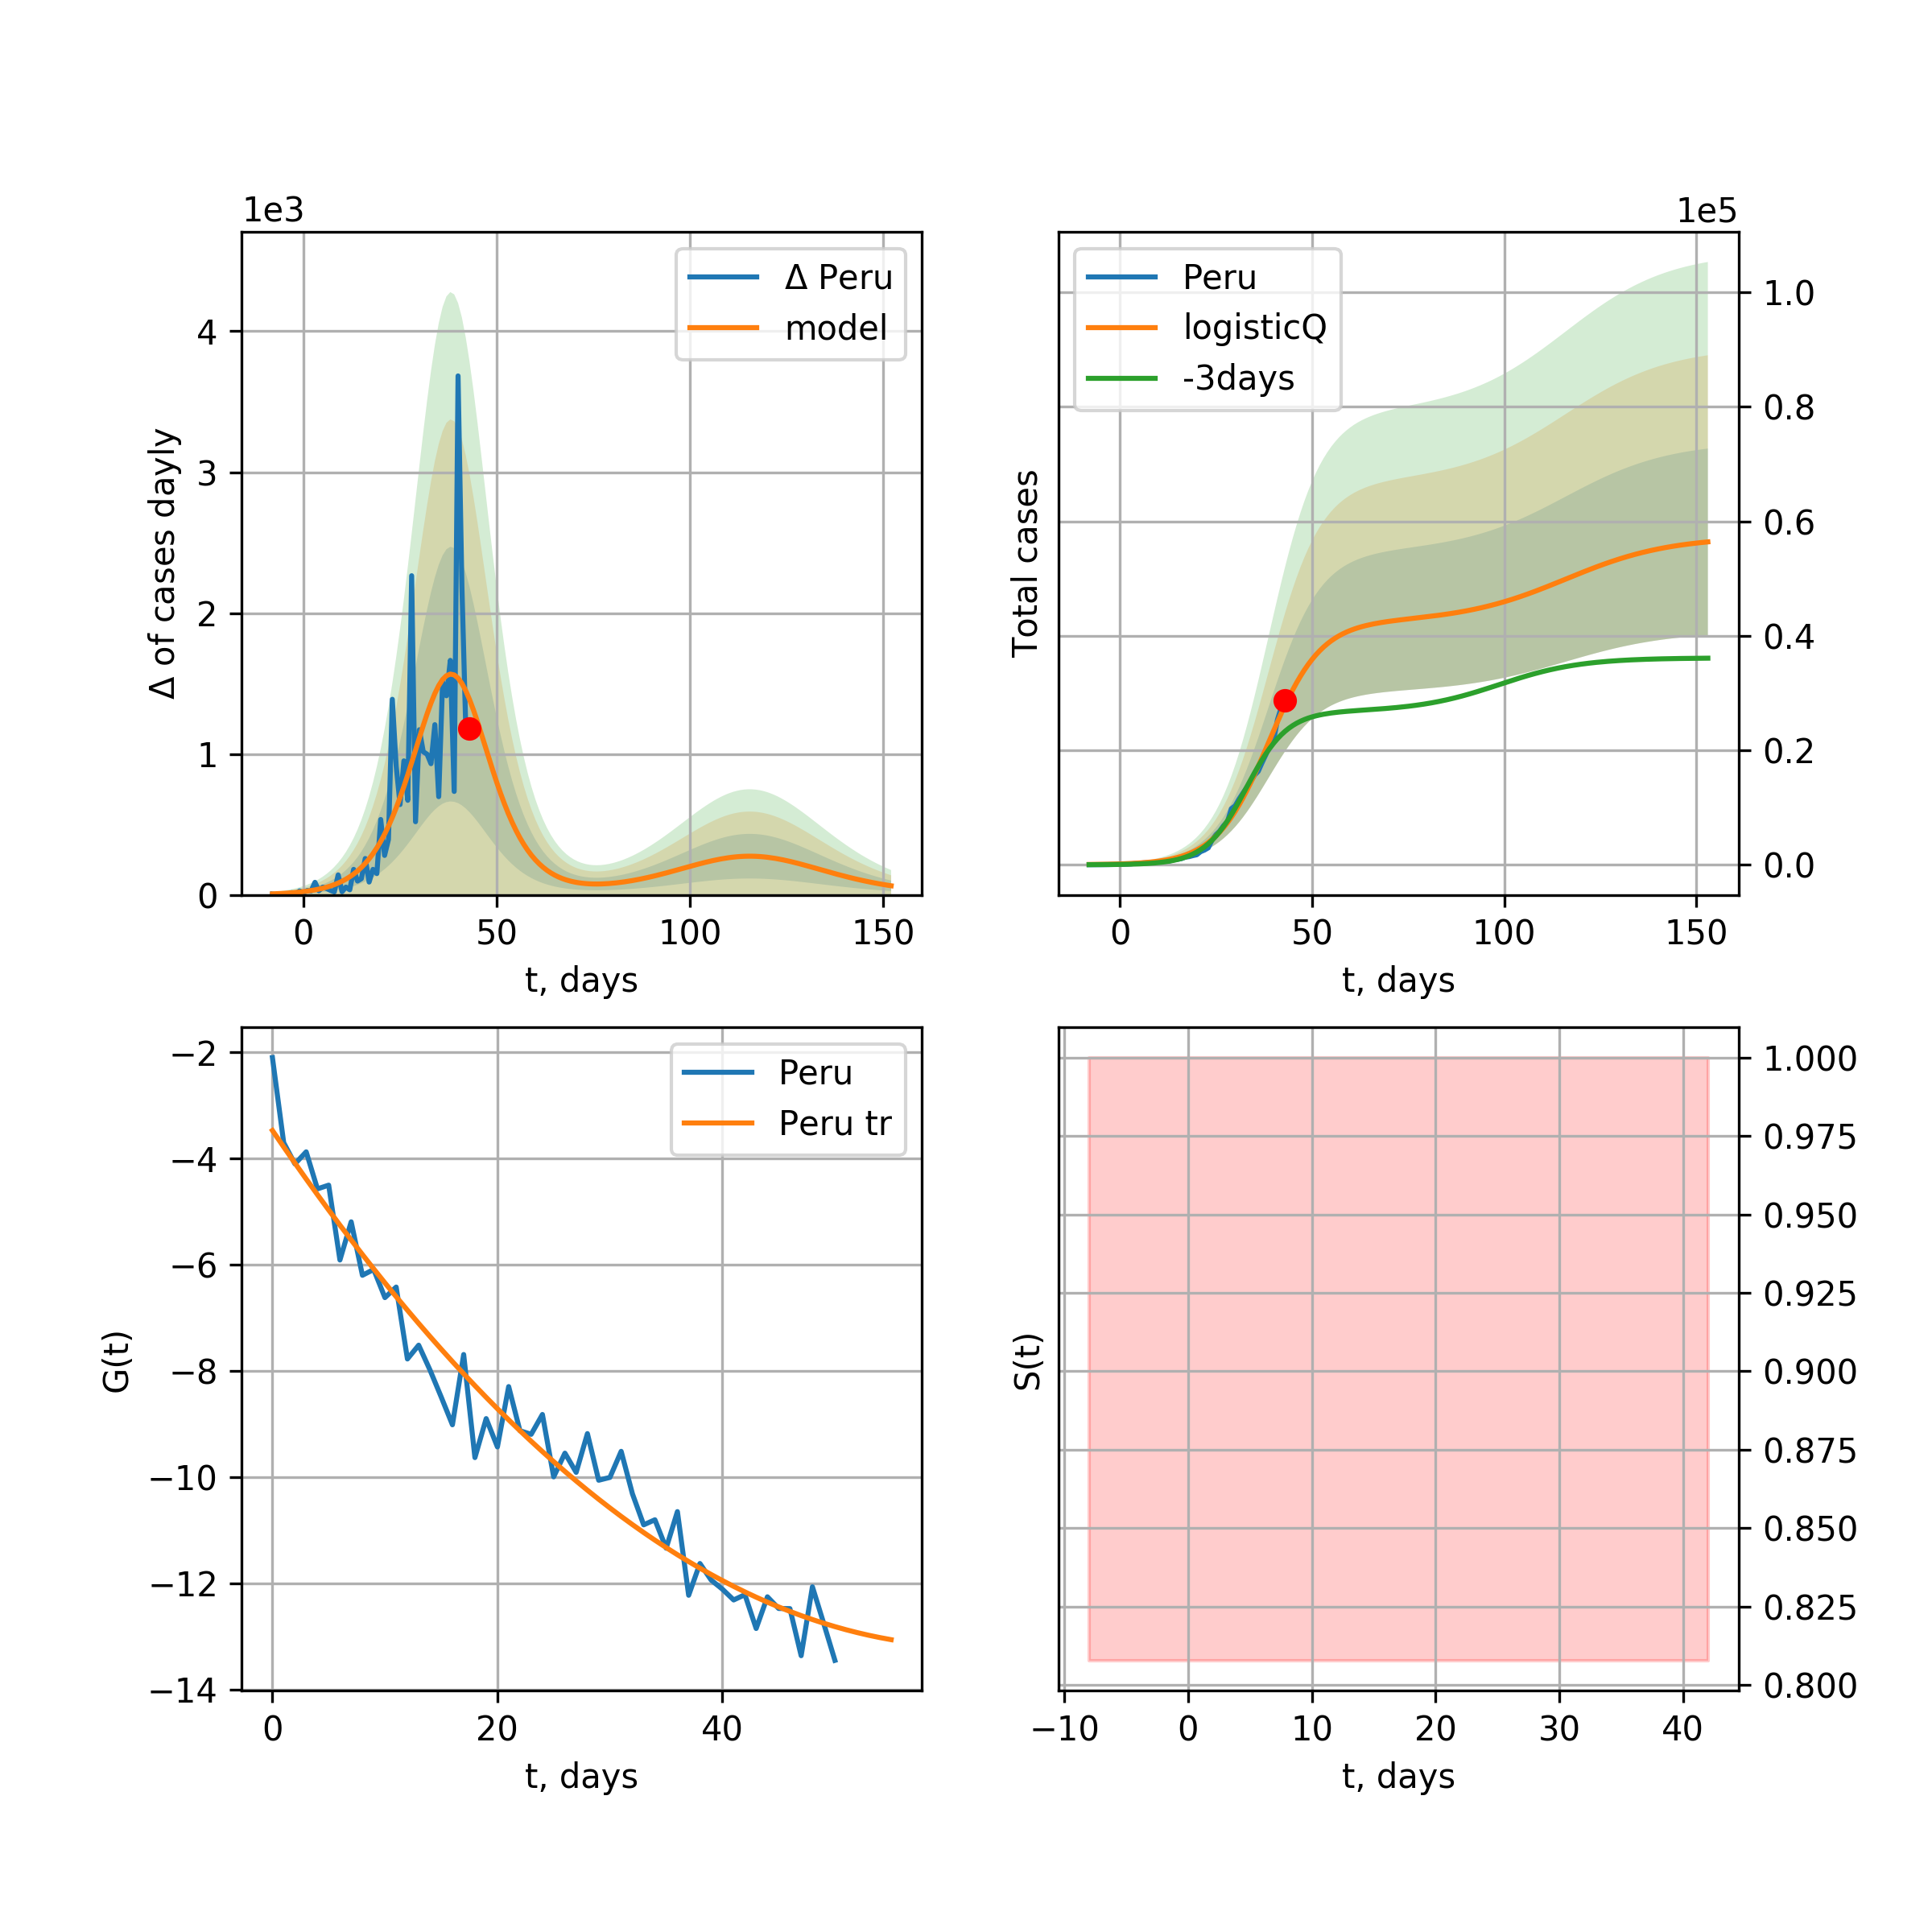 1e3
Δ of cases dayly
4
3
2
1
0
0 50 100 150
t, days
Δ Peru
model
1e5
Total cases
1.0
0.8
0.6
0.4
0.2
0.0
0 50 100 150
t, days
Peru
logisticQ
-3days
G(t)
−2
−4
−6
−8
−10
−12
−14
0 20 40
t, days
Peru
Peru tr
S(t)
1.000
0.975
0.950
0.925
0.900
0.875
0.850
0.825
0.800
−10 0 10 20 30 40
t, days